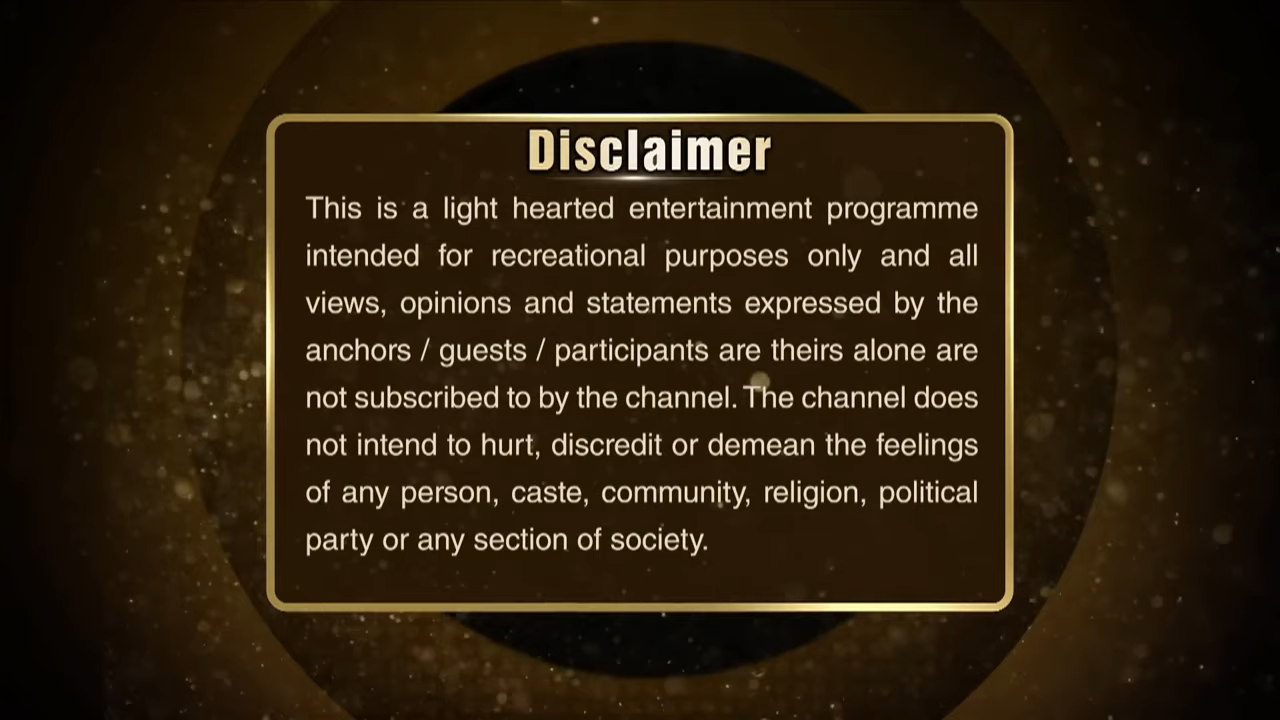 Disclaimer
This is a light hearted entertainment programme
intended for recreational purposes only and all
views, opinions and statements expressed by the
anchors / guests / participants are theirs alone are
not subscribed to by the channel. The channel does
not intend to hurt, discredit or demean the feelings
of any person, caste, community, religion, political
party or any section of society.